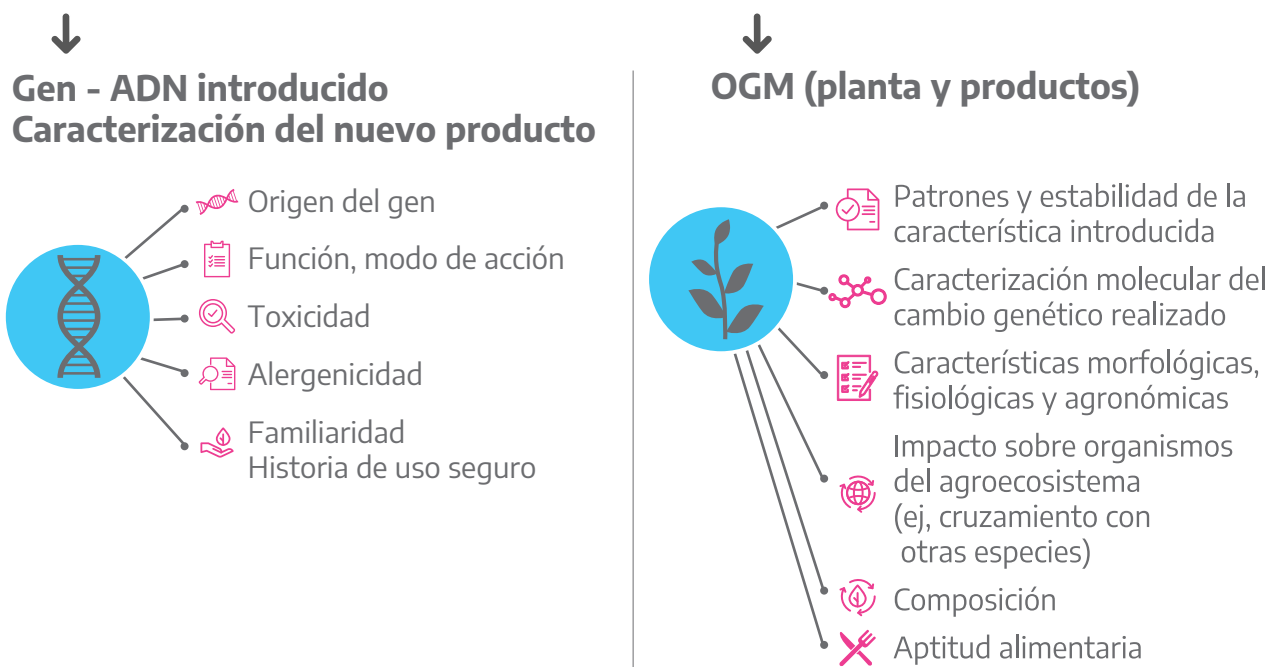 Gen - ADN introducido
Caracterización del nuevo producto
Origen del gen
Función, modo de acción
Toxicidad
Alergenicidad
Familiaridad
Historia de uso seguro
OGM (planta y productos)
Patrones y estabilidad de la
característica introducida
Caracterización molecular del
cambio genético realizado
Características morfológicas,
fisiológicas y agronómicas
Impacto sobre organismos
del agroecosistema
(ej, cruzamiento con
otras especies)
Composición
Aptitud alimentaria